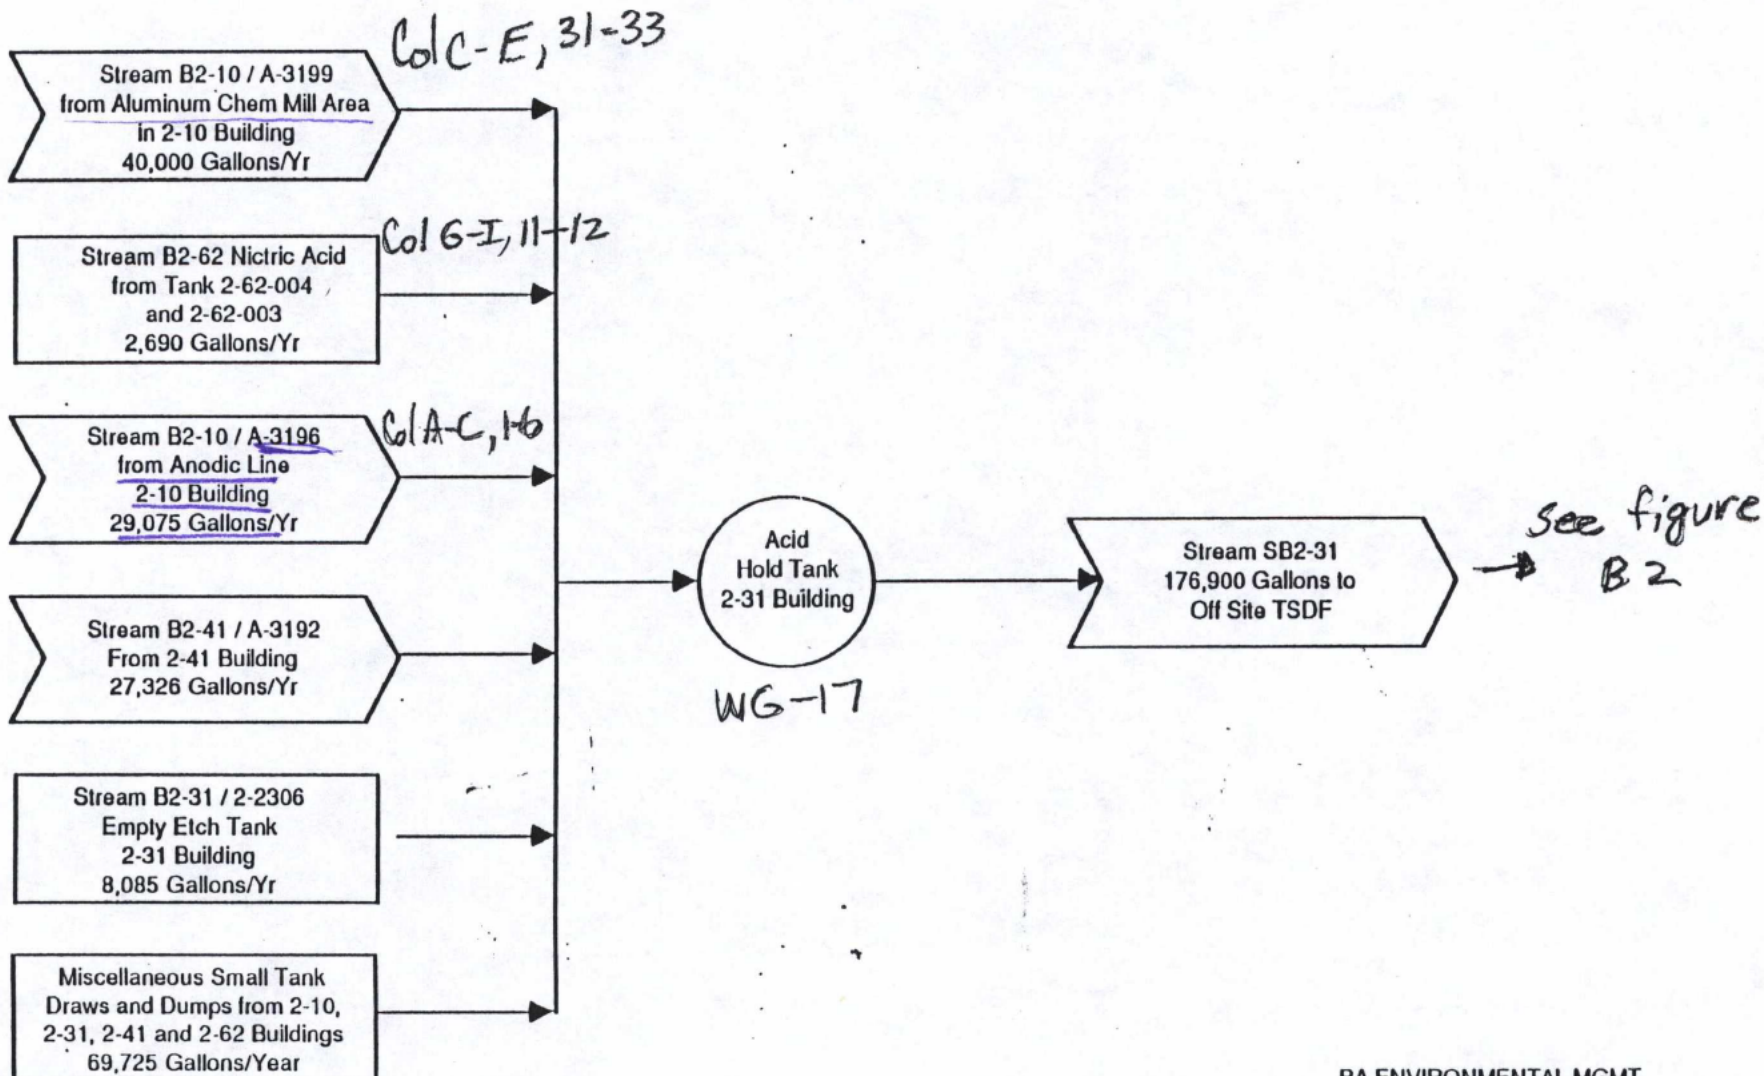 Stream B2-10 / A-3199
from Aluminum Chem Mill Area
in 2-10 Building
40,000 Gallons/Yr
Col C-E, 31-33
Stream B2-62 Nictric Acid
from Tank 2-62-004
and 2-62-003
2,690 Gallons/Yr
Col G-I, 11-12
Stream B2-10 / A-3196
from Anodic Line
2-10 Building
29,075 Gallons/Yr
Col A-C, 1-6
Stream B2-41 / A-3192
From 2-41 Building
27,326 Gallons/Yr
Stream B2-31 / 2-2306
Emply Etch Tank
2-31 Building
8,085 Gallons/Yr
Miscellaneous Small Tank
Draws and Dumps from 2-10,
2-31, 2-41 and 2-62 Buildings
69,725 Gallons/Year
Acid
Hold Tank
2-31 Building
WG-17
Stream SB2-31
176,900 Gallons to
Off Site TSDF
see figure
B2
BA ENVIRONMENTAL MGMT